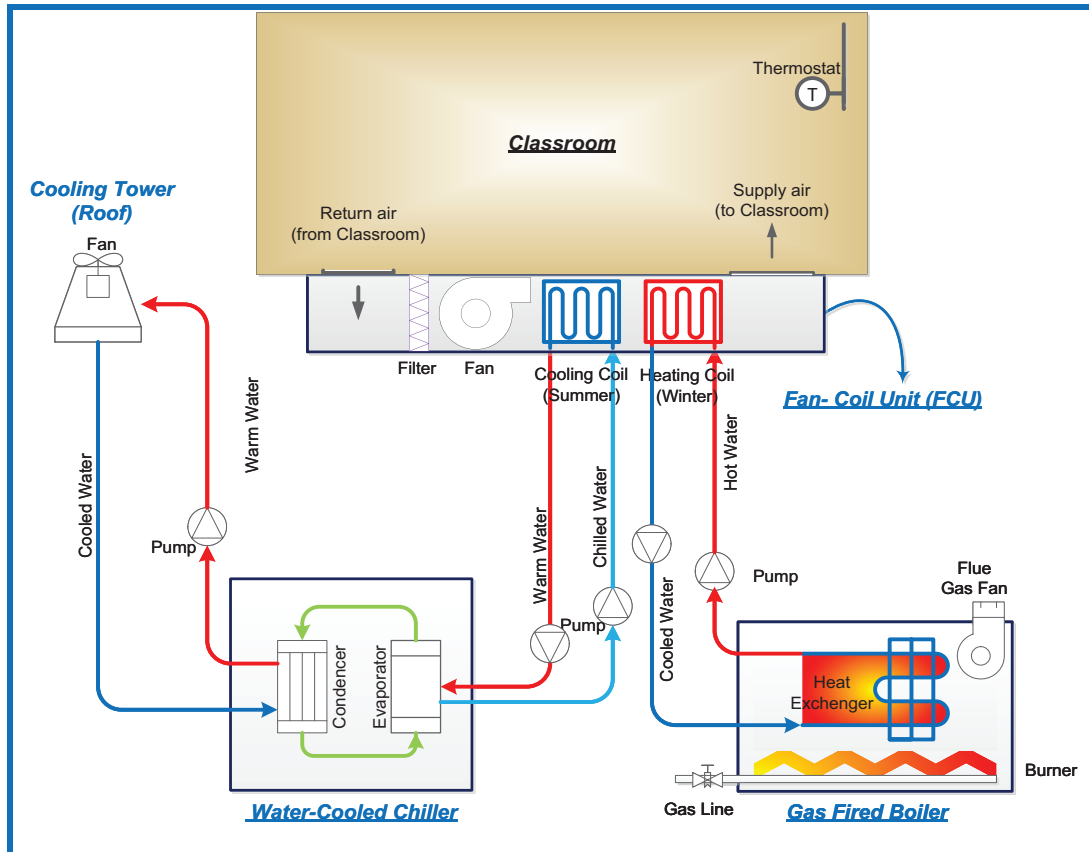 Thermostat
T
Classroom
Cooling Tower
(Roof)
Fan
Return air
(from Classroom)
Supply air
(to Classroom)
Filter
Fan
Cooling Coil
(Summer)
Heating Coil
(Winter)
Fan- Coil Unit (FCU)
Warm Water
Cooled Water
Pump
Warm Water
Chilled Water
Hot Water
Cooled Water
Pump
Pump
Flue
Gas Fan
Condencer
Evaporator
Heat
Exchenger
Burner
Gas Line
Water-Cooled Chiller
Gas Fired Boiler